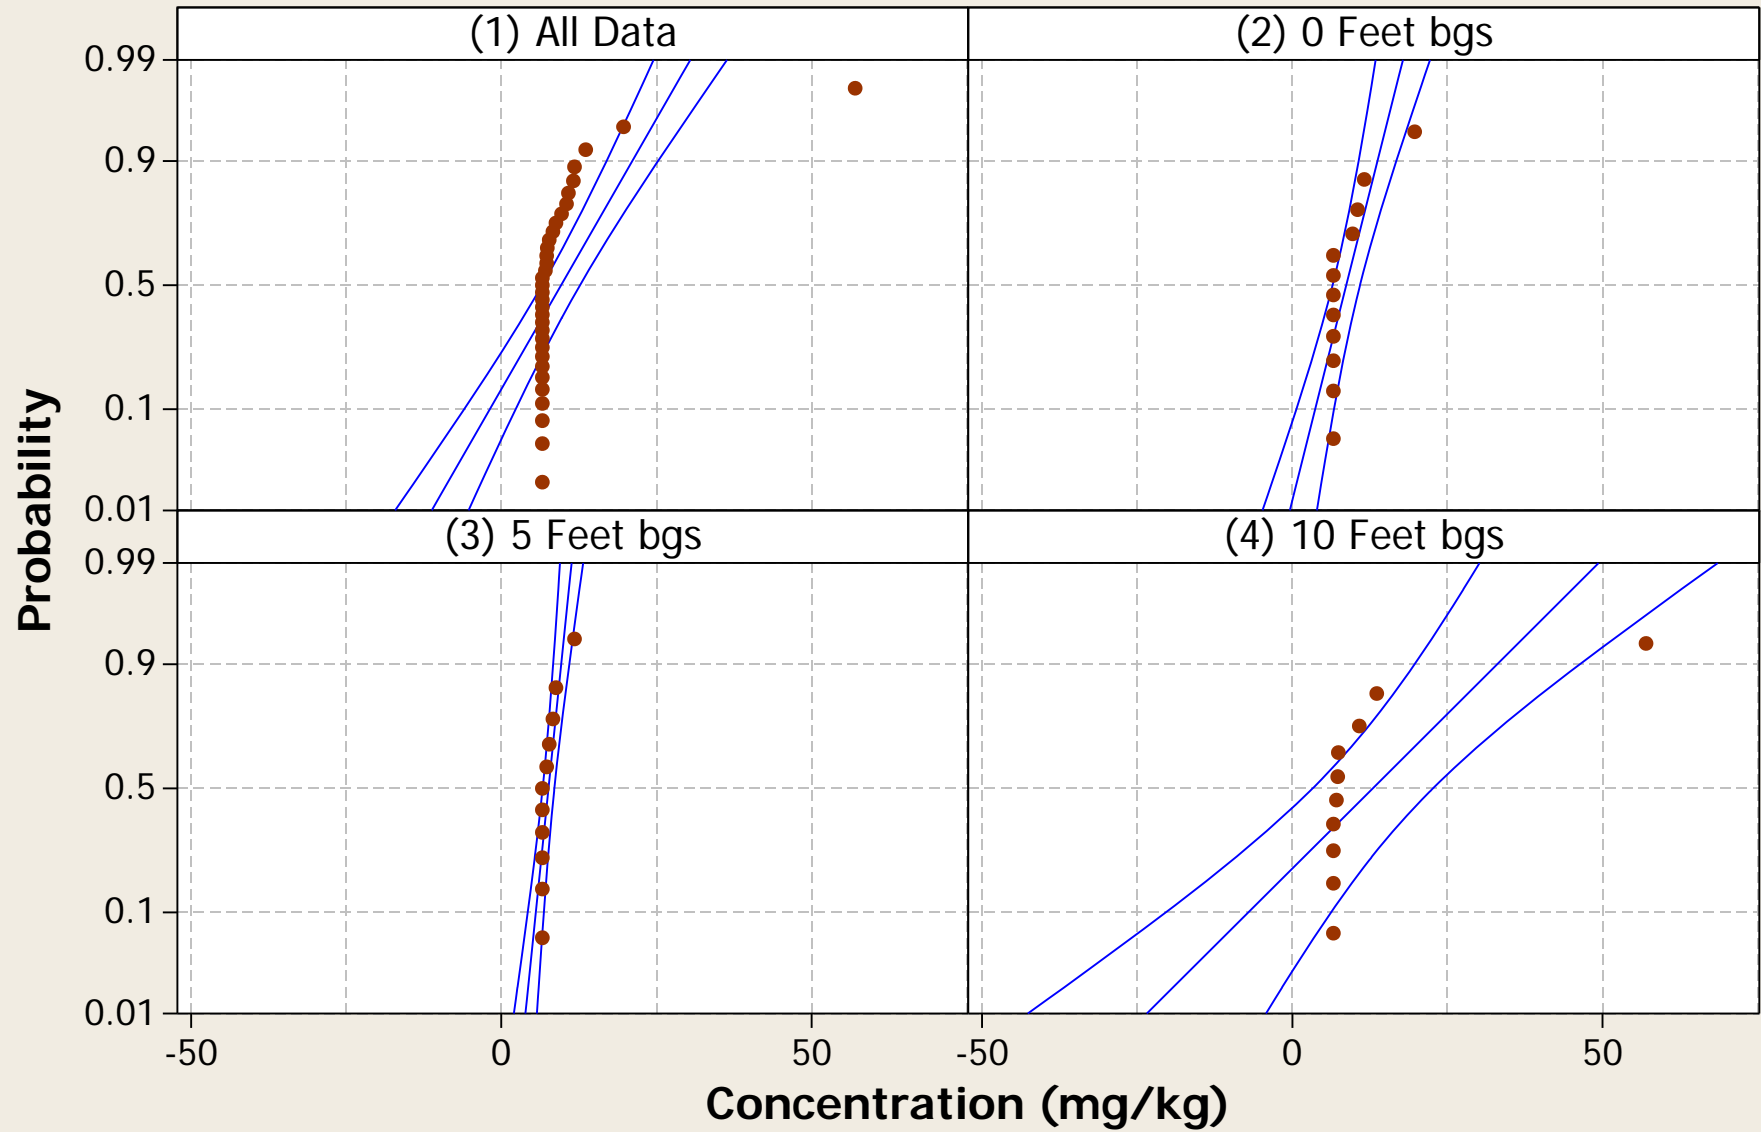 (1) All Data
(2) 0 Feet bgs
0.99
0.9
0.5
0.1
0.01
(3) 5 Feet bgs
(4) 10 Feet bgs
0.99
0.9
0.5
0.1
0.01
Probability
-50
0
50
-50
0
50
Concentration (mg/kg)